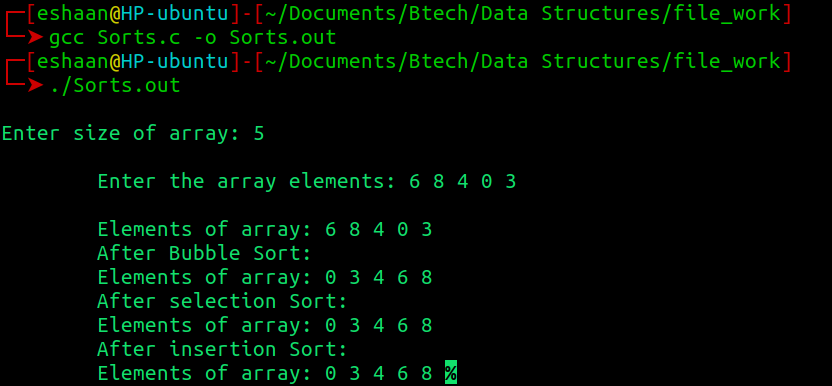 [eshaan@HP-ubuntu]-[~/Documents/Btech/Data Structures/file_work]
gcc Sorts.c -o Sorts.out
[eshaan@HP-ubuntu]-[~/Documents/Btech/Data Structures/file_work]
./Sorts.out
Enter size of array: 5
Enter the array elements: 6 8 4 0 3
Elements of array: 6 8 4 0 3
After Bubble Sort:
Elements of array: 0 3 4 6 8
After selection Sort:
Elements of array: 0 3 4 6 8
After insertion Sort:
Elements of array: 0 3 4 6 8 %